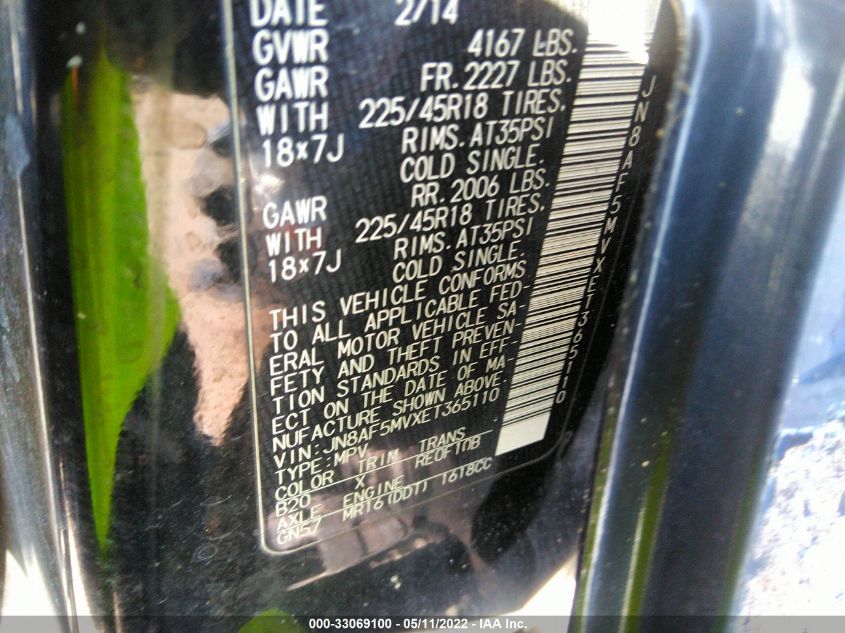 DATE 2/14
GVWR 4167 LBS.
GAWR FR. 2227 LBS.
WITH 225/45R18 TIRES.
18×7J RIMS. AT35PSI
COLD SINGLE.
GAWR RR. 2006 LBS.
WITH 225/45R18 TIRES.
18×7J RIMS. AT35PSI
COLD SINGLE.
THIS VEHICLE CONFORMS
TO ALL APPLICABLE FED-
ERAL MOTOR VEHICLE SA-
FETY AND THEFT PREVEN-
TION STANDARDS IN EFF-
ECT ON THE DATE OF MA-
NUFACTURE SHOWN ABOVE.
VIN:JN8AF5MVXET365110
TYPE:MPV
COLOR TRIM TRANS
B20 X RE0F10B
AXLE ENGINE
GN57 MR16(DDT) 1618CC
JN8AF5MVXET365110
000-33069100 - 05/11/2022 - IAA Inc.